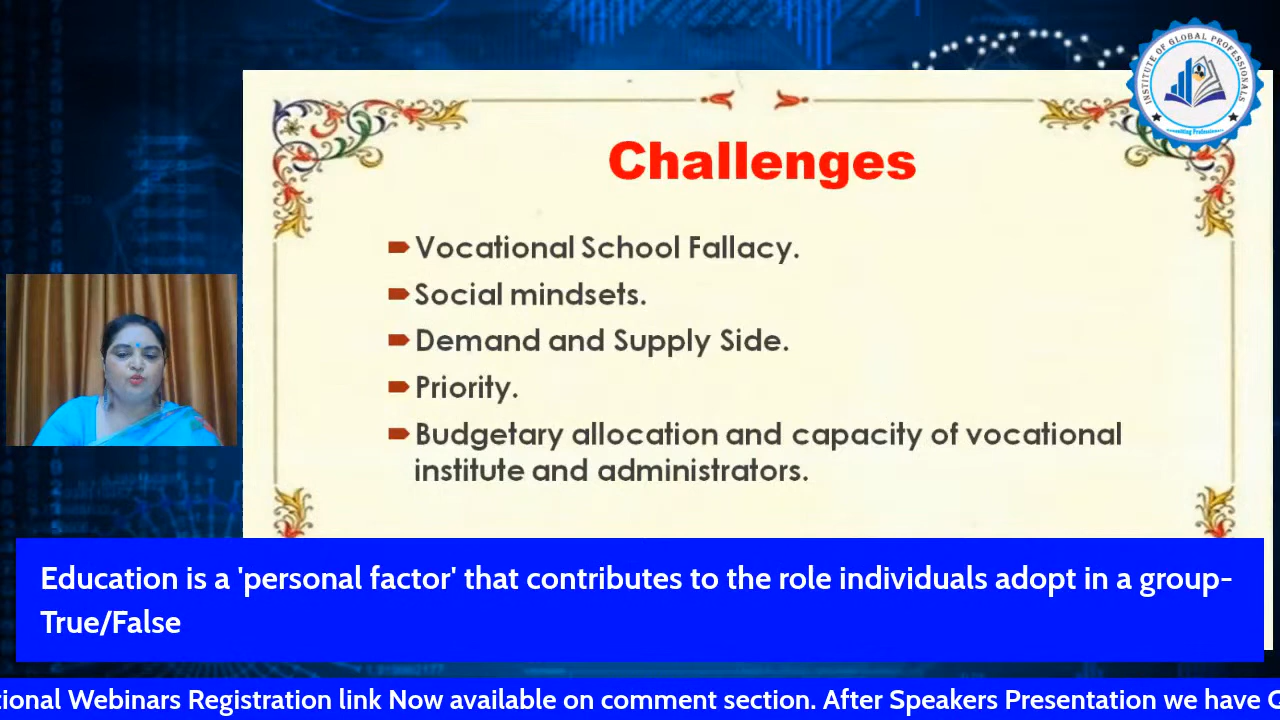 INSTITUTE OF GLOBAL PROFESSIONALS
Challenges
Vocational School Fallacy.
Social mindsets.
Demand and Supply Side.
Priority.
Budgetary allocation and capacity of vocational
institute and administrators.
Education is a 'personal factor' that contributes to the role individuals adopt in a group-
True/False
tional Webinars Registration link Now available on comment section. After Speakers Presentation we have